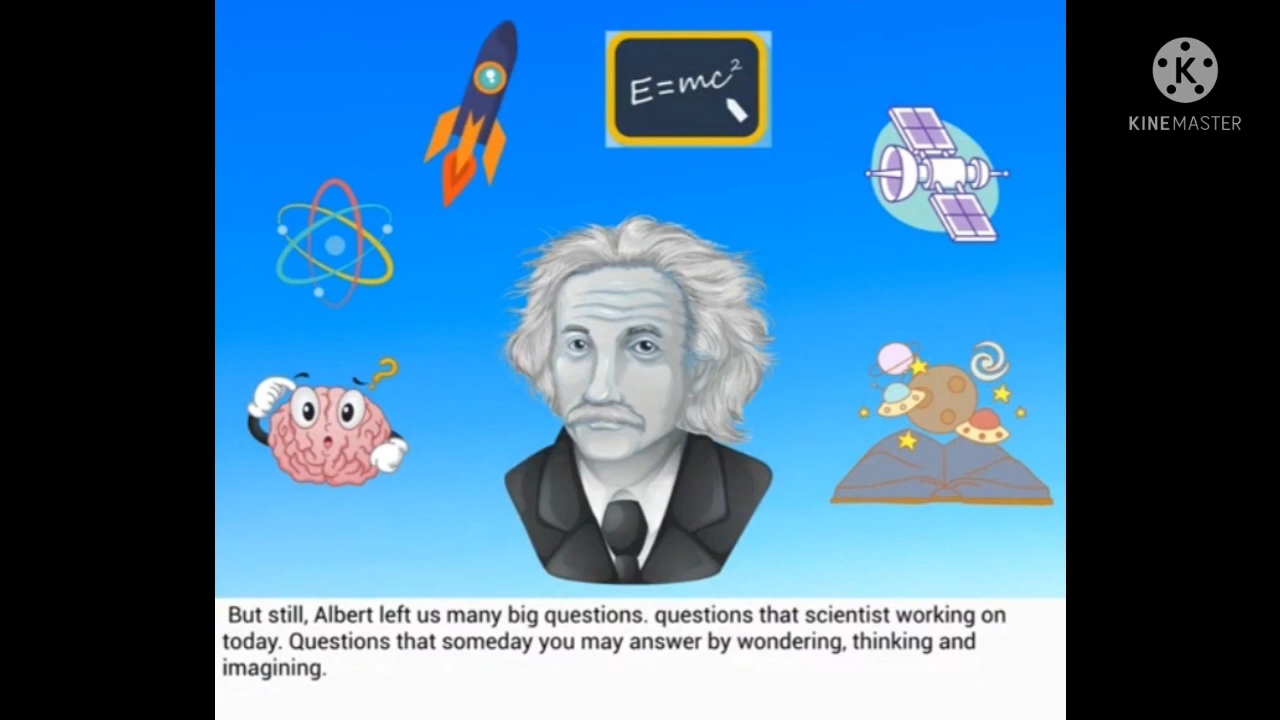 E=mc²
KINEMASTER
But still, Albert left us many big questions. questions that scientist working on
today. Questions that someday you may answer by wondering, thinking and
imagining.